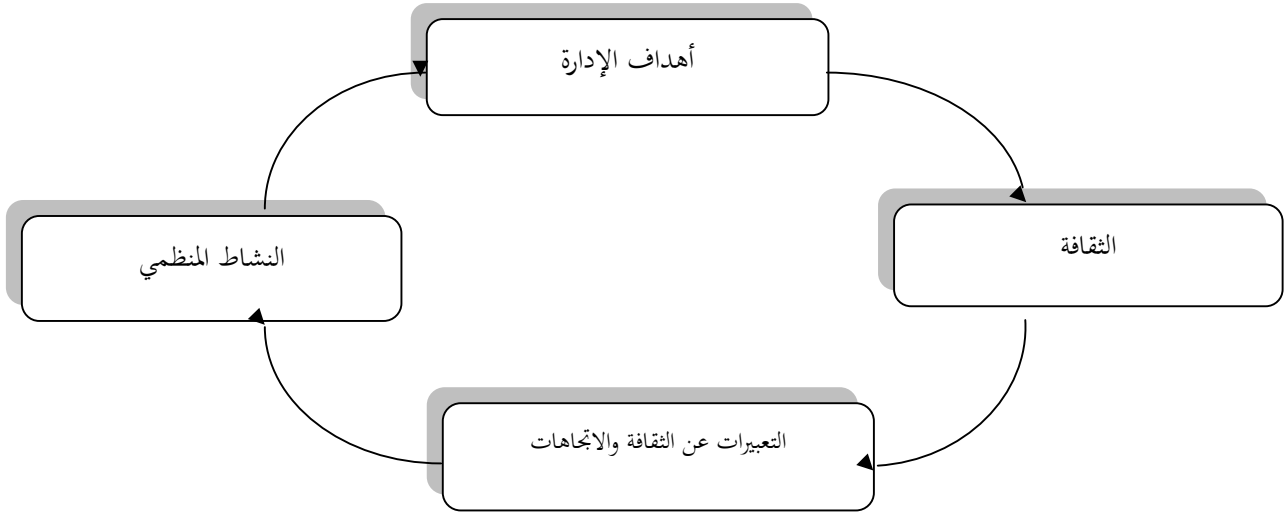 أهداف الإدارة
الثقافة
النشاط المنظمي
التعبيرات عن الثقافة والاتجاهات